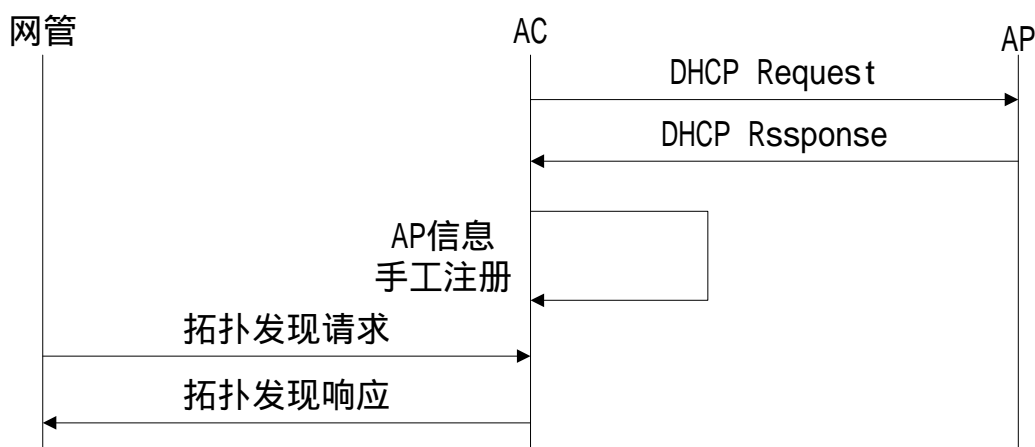 网管
AC
AP
DHCP Request
DHCP Rssponse
AP信息
手工注册
拓扑发现请求
拓扑发现响应